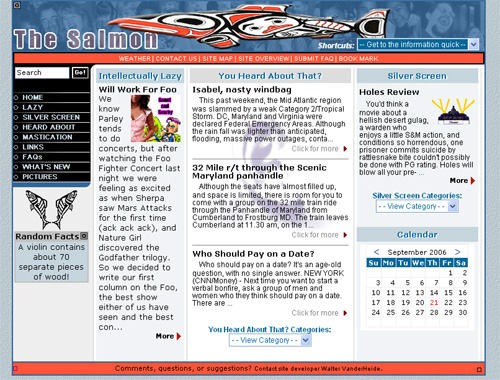 The Salmon
Shortcuts: -- Get to the information quick --
WEATHER | CONTACT US | SITE MAP | SITE OVERVIEW | SUBMIT FAQ | BOOK MARK
Search
Go!
HOME
LAZY
SILVER SCREEN
HEARD ABOUT
MASTICATION
LINKS
FAQs
WHAT'S NEW
PICTURES
Random Facts
A violin contains
about 70
separate pieces
of wood!
Intellectually Lazy
Will Work For Foo
We
know
Parley
tends
to do
concerts, but after
watching the Foo
Fighter Concert last
night we were
feeling as excited
as when Sherpa
saw Mars Attacks
for the first time
(ack ack ack), and
Nature Girl
discovered the
Godfather trilogy.
So we decided to
write our first
column on the Foo,
the best show
either of us have
seen and the best
con...
More
You Heard About That?
Isabel, nasty windbag
This past weekend, the Mid Atlantic region
was slammed by a weak Category 2/Tropical
Storm. DC, Maryland and Virginia were
declared Federal Emergency Areas. Although
the rain fall was lighter than anticipated,
flooding, massive power outages, conta...
Click for more
32 Mile r/t through the Scenic
Maryland panhandle
Although the seats have almost filled up,
and space is limited, there is room for you to
come with a group on the 32 mile train ride
through the Panhandle of Maryland from
Cumberland to Frostburg MD. The train leaves
Cumberland at 11.30 am, on the 1...
Click for more
Who Should Pay on a Date?
Who should pay on a date? It's an age-old
question, with no single answer. NEW YORK
(CNN/Money) - Next time you want to start a
verbal bonfire, ask a group of men and
women who they think should pay on a date.
There are ...
Click for more
You Heard About That? Categories:
-- View Category --
Silver Screen
Holes Review
You'd think a
movie about a
hellish desert
gulag,
a warden who
enjoys a little S&M action, and
conditions so horrendous, one
prisoner commits suicide by
rattlesnake bite couldn't possibly
be done with PG rating. Holes will
blow all your pre- ...
More
Silver Screen Categories:
-- View Category --
Calendar
< September 2006 >
Su Mo Tu We Th Fr Sa
1 2
3 4 5 6 7 8 9
10 11 12 13 14 15 16
17 18 19 20 21 22 23
24 25 26 27 28 29 30
Comments, questions, or suggestions? Contact site developer Walter VanderHeide.